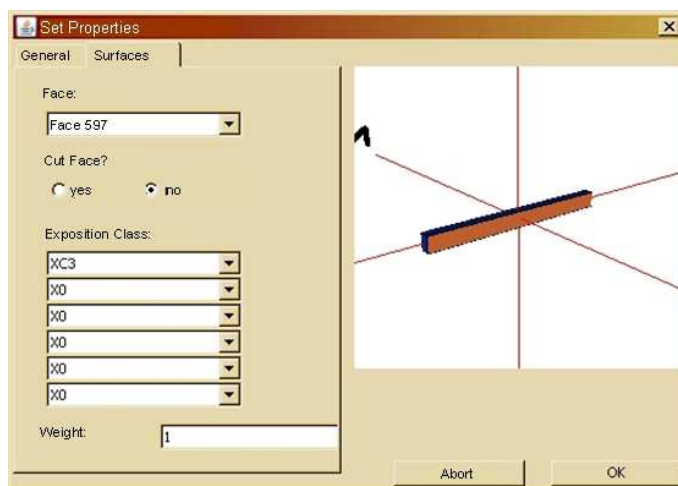 Set Properties
General Surfaces
Face:
Face 597
Cut Face?
yes no
Exposition Class:
XC3
X0
X0
X0
X0
X0
Weight: 1
Abort OK